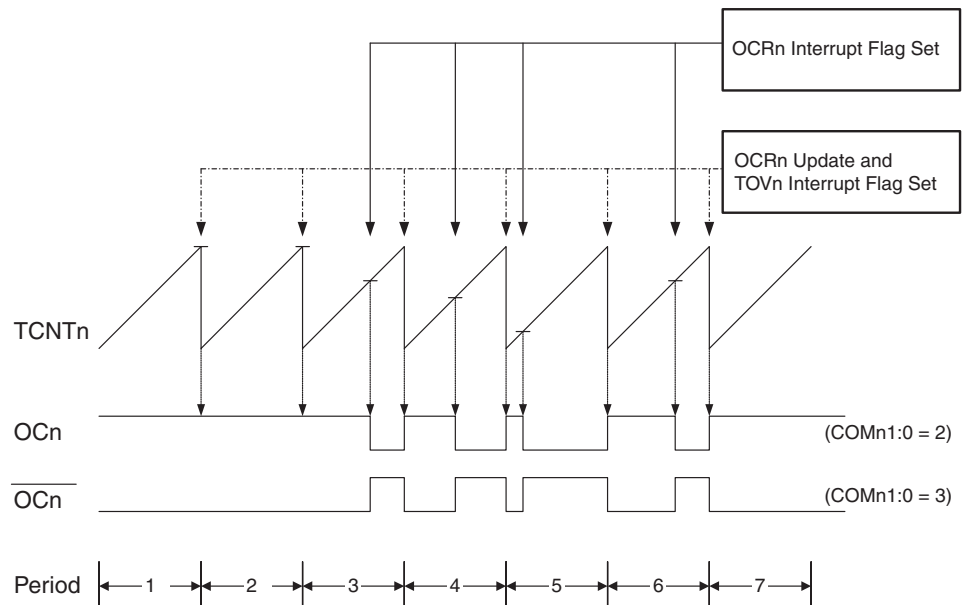 OCRn Interrupt Flag Set
OCRn Update and
TOVn Interrupt Flag Set
TCNTn
OCn
(COMn1:0 = 2)
OCn
(COMn1:0 = 3)
Period 1 2 3 4 5 6 7